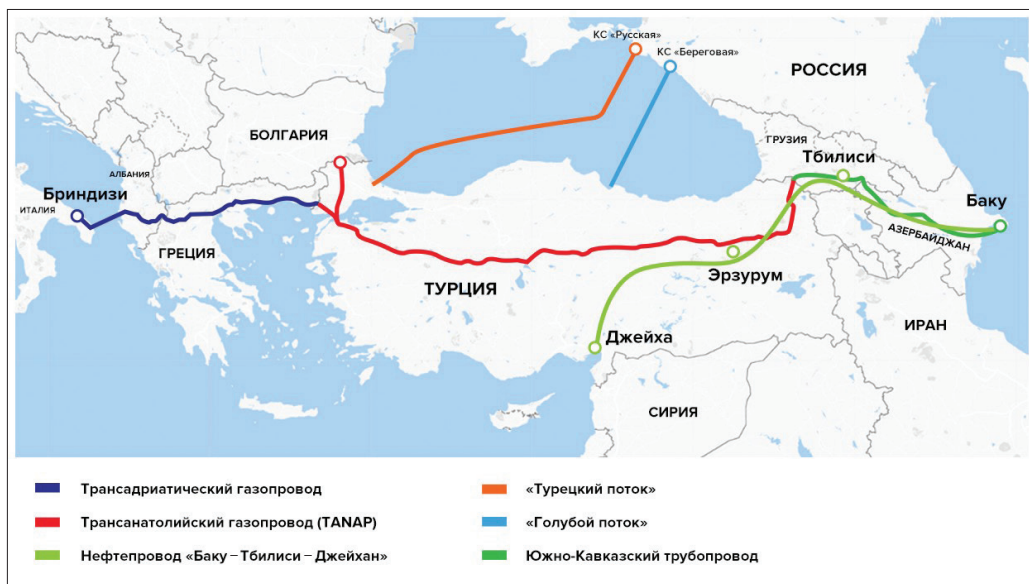 КС «Русская»
КС «Береговая»
РОССИЯ
БОЛГАРИЯ
ГРУЗИЯ
Тбилиси
АЛБАНИЯ
Бриндизи
Баку
ИТАЛИЯ
АЗЕРБАЙДЖАН
ГРЕЦИЯ
Эрзурум
ТУРЦИЯ
ИРАН
Джейха
СИРИЯ
Трансадриатический газопровод
Трансанатолийский газопровод (TANAP)
Нефтепровод «Баку – Тбилиси – Джейхан»
«Турецкий поток»
«Голубой поток»
Южно-Кавказский трубопровод